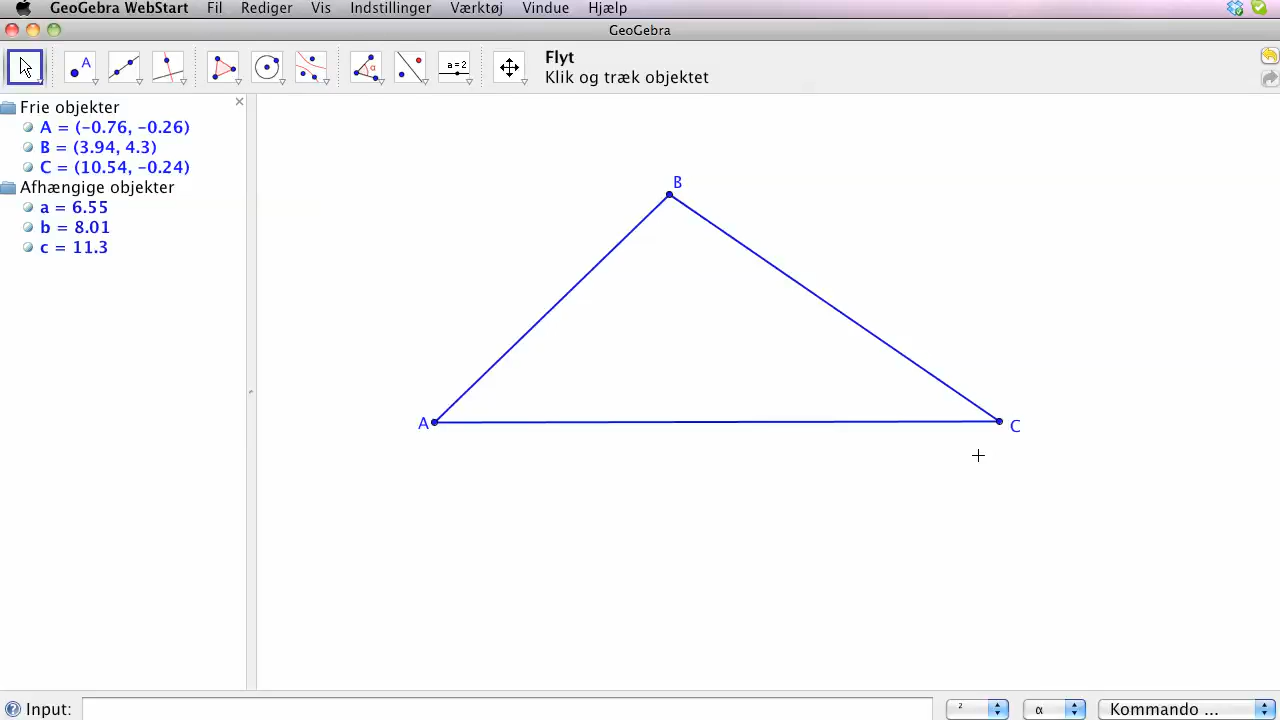 GeoGebra WebStart Fil Rediger Vis Indstillinger Værktøj Vindue Hjælp
GeoGebra
A
α
a=2
Flyt
Klik og træk objektet
Frie objekter
A = (-0.76, -0.26)
B = (3.94, 4.3)
C = (10.54, -0.24)
Afhængige objekter
a = 6.55
b = 8.01
c = 11.3
B
A
C
Input: ² α Kommando ...